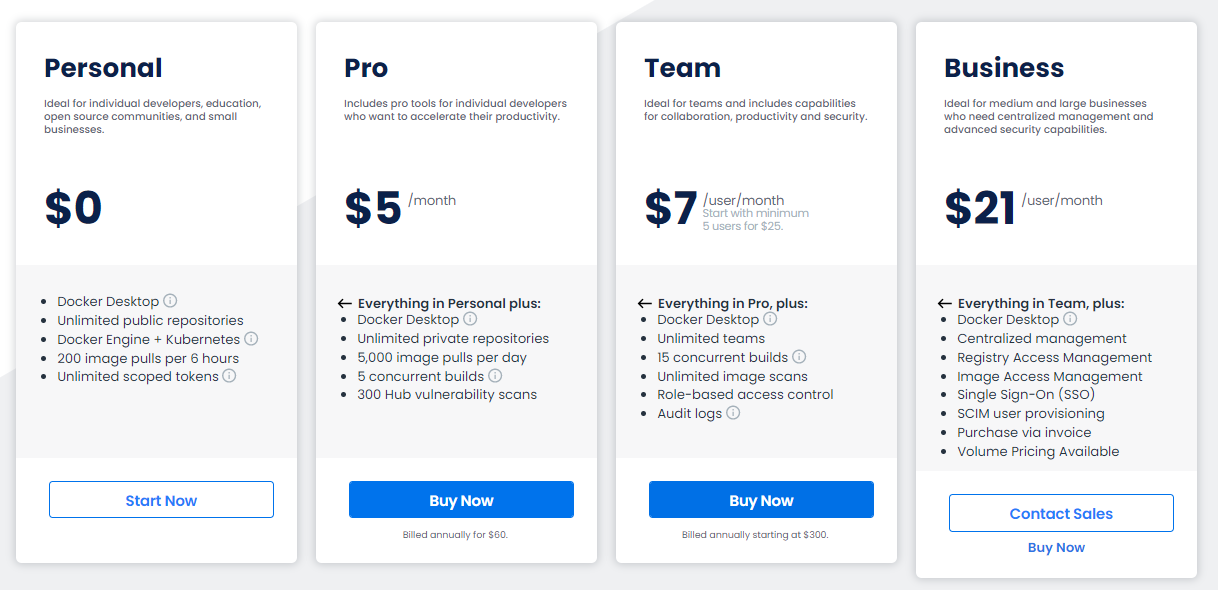 Personal
Ideal for individual developers, education,
open source communities, and small
businesses.
$0
• Docker Desktop
• Unlimited public repositories
• Docker Engine + Kubernetes
• 200 image pulls per 6 hours
• Unlimited scoped tokens
Start Now
Pro
Includes pro tools for individual developers
who want to accelerate their productivity.
$5 /month
← Everything in Personal plus:
• Docker Desktop
• Unlimited private repositories
• 5,000 image pulls per day
• 5 concurrent builds
• 300 Hub vulnerability scans
Buy Now
Billed annually for $60.
Team
Ideal for teams and includes capabilities
for collaboration, productivity and security.
$7 /user/month
Start with minimum
5 users for $25.
← Everything in Pro, plus:
• Docker Desktop
• Unlimited teams
• 15 concurrent builds
• Unlimited image scans
• Role-based access control
• Audit logs
Buy Now
Billed annually starting at $300.
Business
Ideal for medium and large businesses
who need centralized management and
advanced security capabilities.
$21 /user/month
← Everything in Team, plus:
• Docker Desktop
• Centralized management
• Registry Access Management
• Image Access Management
• Single Sign-On (SSO)
• SCIM user provisioning
• Purchase via invoice
• Volume Pricing Available
Contact Sales
Buy Now